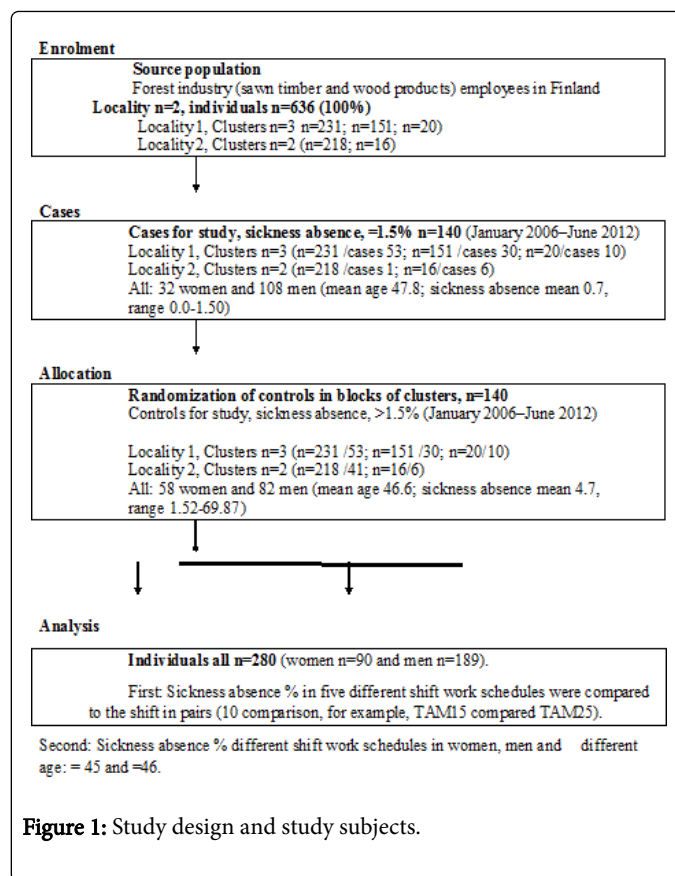 Enrolment
Source population
Forest industry (sawn timber and wood products) employees in Finland
Locality n=2, individuals n=636 (100%)
Locality 1, Clusters n=3 n=231; n=151; n=20)
Locality 2, Clusters n=2 (n=218; n=16)
Cases
Cases for study, sickness absence, =1.5% n=140 (January 2006–June 2012)
Locality 1, Clusters n=3 (n=231 /cases 53; n=151 /cases 30; n=20/cases 10)
Locality 2, Clusters n=2 (n=218 /cases 1; n=16/cases 6)
All: 32 women and 108 men (mean age 47.8; sickness absence mean 0.7,
range 0.0-1.50)
Allocation
Randomization of controls in blocks of clusters, n=140
Controls for study, sickness absence, >1.5% (January 2006–June 2012)
Locality 1, Clusters n=3 (n=231 /53; n=151 /30; n=20/10)
Locality 2, Clusters n=2 (n=218 /41; n=16/6)
All: 58 women and 82 men (mean age 46.6; sickness absence mean 4.7,
range 1.52-69.87)
Analysis
Individuals all n=280 (women n=90 and men n=189).
First: Sickness absence % in five different shift work schedules were compared
to the shift in pairs (10 comparison, for example, TAM15 compared TAM25).
Second: Sickness absence % different shift work schedules in women, men and different
age: = 45 and =46.
Figure 1: Study design and study subjects.